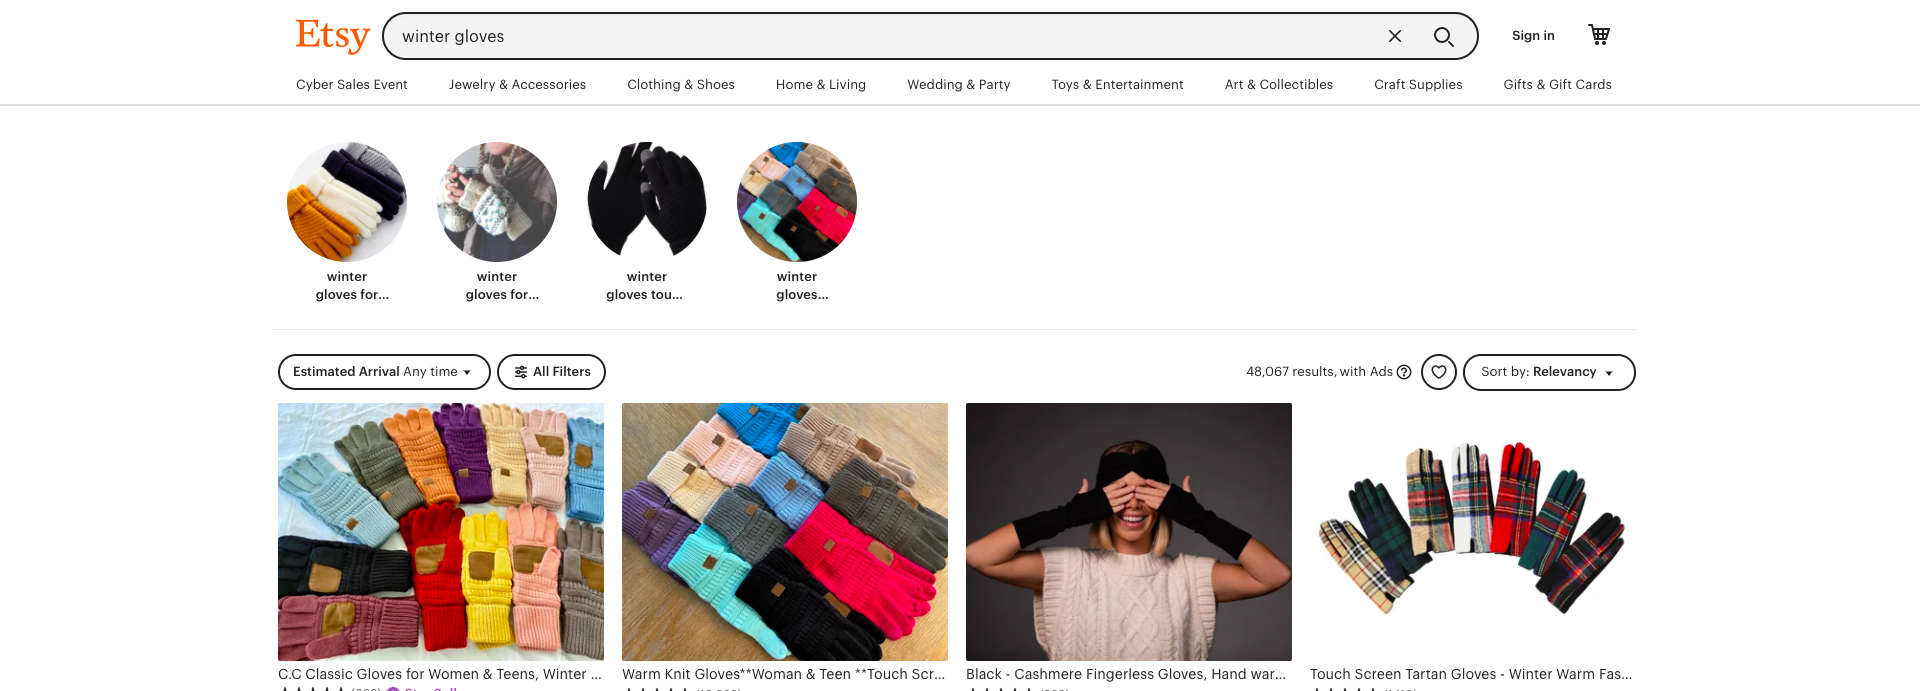 Etsy
winter gloves
Sign in
Cyber Sales Event
Jewelry & Accessories
Clothing & Shoes
Home & Living
Wedding & Party
Toys & Entertainment
Art & Collectibles
Craft Supplies
Gifts & Gift Cards
winter
gloves for...
winter
gloves for...
winter
gloves tou...
winter
gloves...
Estimated Arrival Any time
All Filters
48,067 results, with Ads
Sort by: Relevancy
C.C Classic Gloves for Women & Teens, Winter ...
Warm Knit Gloves**Woman & Teen **Touch Scr...
Black - Cashmere Fingerless Gloves, Hand war...
Touch Screen Tartan Gloves - Winter Warm Fas...